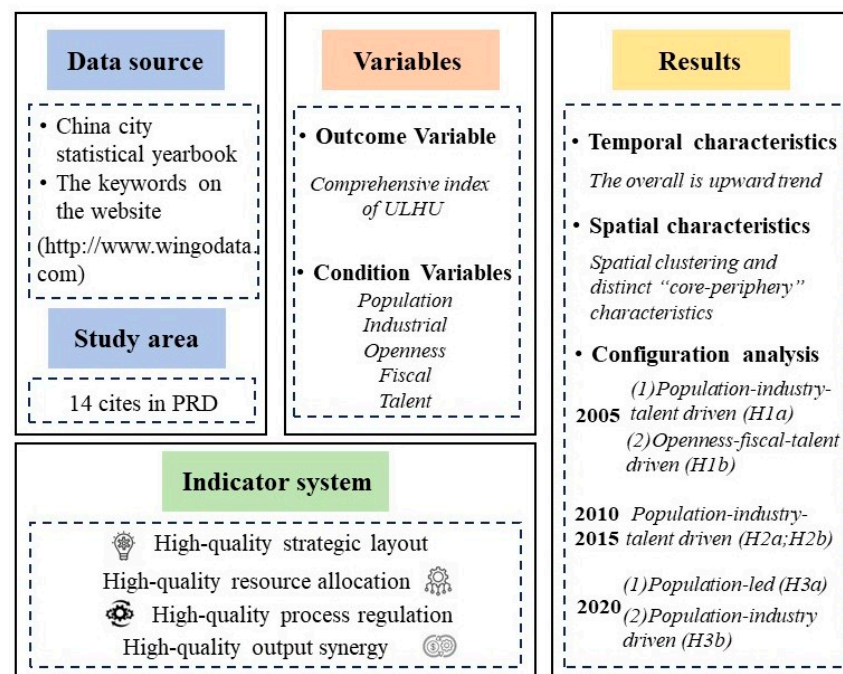 Data source
• China city
statistical yearbook
• The keywords on
the website
(http://www.wingodata.
com)
Study area
14 cites in PRD
Variables
• Outcome Variable
Comprehensive index
of ULHU
• Condition Variables
Population
Industrial
Openness
Fiscal
Talent
Indicator system
High-quality strategic layout
High-quality resource allocation
High-quality process regulation
High-quality output synergy
Results
• Temporal characteristics
The overall is upward trend
• Spatial characteristics
Spatial clustering and
distinct “core-periphery”
characteristics
• Configuration analysis
2005
(1)Population-industry-
talent driven (H1a)
(2)Openness-fiscal-talent
driven (H1b)
2010 Population-industry-
2015 talent driven (H2a;H2b)
2020
(1)Population-led (H3a)
(2)Population-industry
driven (H3b)